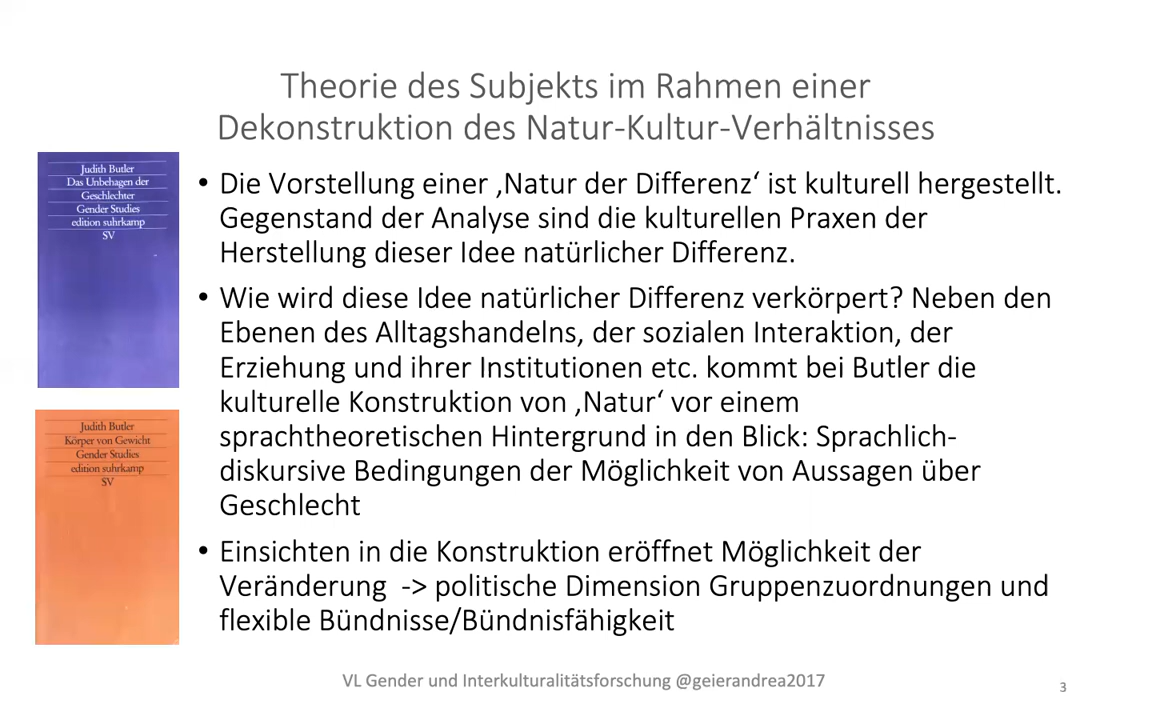 Theorie des Subjekts im Rahmen einer
Dekonstruktion des Natur-Kultur-Verhältnisses
Judith Butler
Das Unbehagen der
Geschlechter
Gender Studies
edition suhrkamp
SV
Judith Butler
Körper von Gewicht
Gender Studies
edition suhrkamp
SV
• Die Vorstellung einer ‚Natur der Differenz‘ ist kulturell hergestellt.
Gegenstand der Analyse sind die kulturellen Praxen der
Herstellung dieser Idee natürlicher Differenz.
• Wie wird diese Idee natürlicher Differenz verkörpert? Neben den
Ebenen des Alltagshandelns, der sozialen Interaktion, der
Erziehung und ihrer Institutionen etc. kommt bei Butler die
kulturelle Konstruktion von ‚Natur‘ vor einem
sprachtheoretischen Hintergrund in den Blick: Sprachlich-
diskursive Bedingungen der Möglichkeit von Aussagen über
Geschlecht
• Einsichten in die Konstruktion eröffnet Möglichkeit der
Veränderung -> politische Dimension Gruppenzuordnungen und
flexible Bündnisse/Bündnisfähigkeit
VL Gender und Interkulturalitätsforschung @geierandrea2017
3